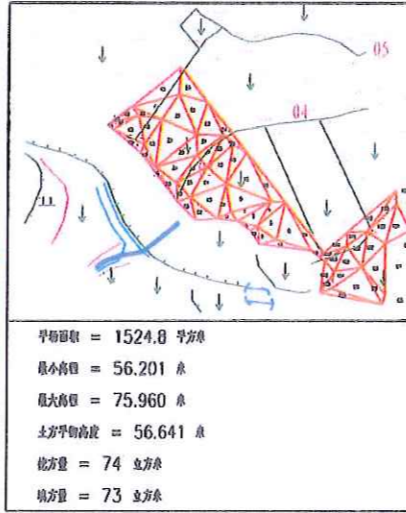 05
04
平场面积 = 1524.8 平方米
最小高程 = 56.201 米
最大高程 = 75.960 米
土方平衡高度 = 56.641 米
挖方量 = 74 立方米
填方量 = 73 立方米